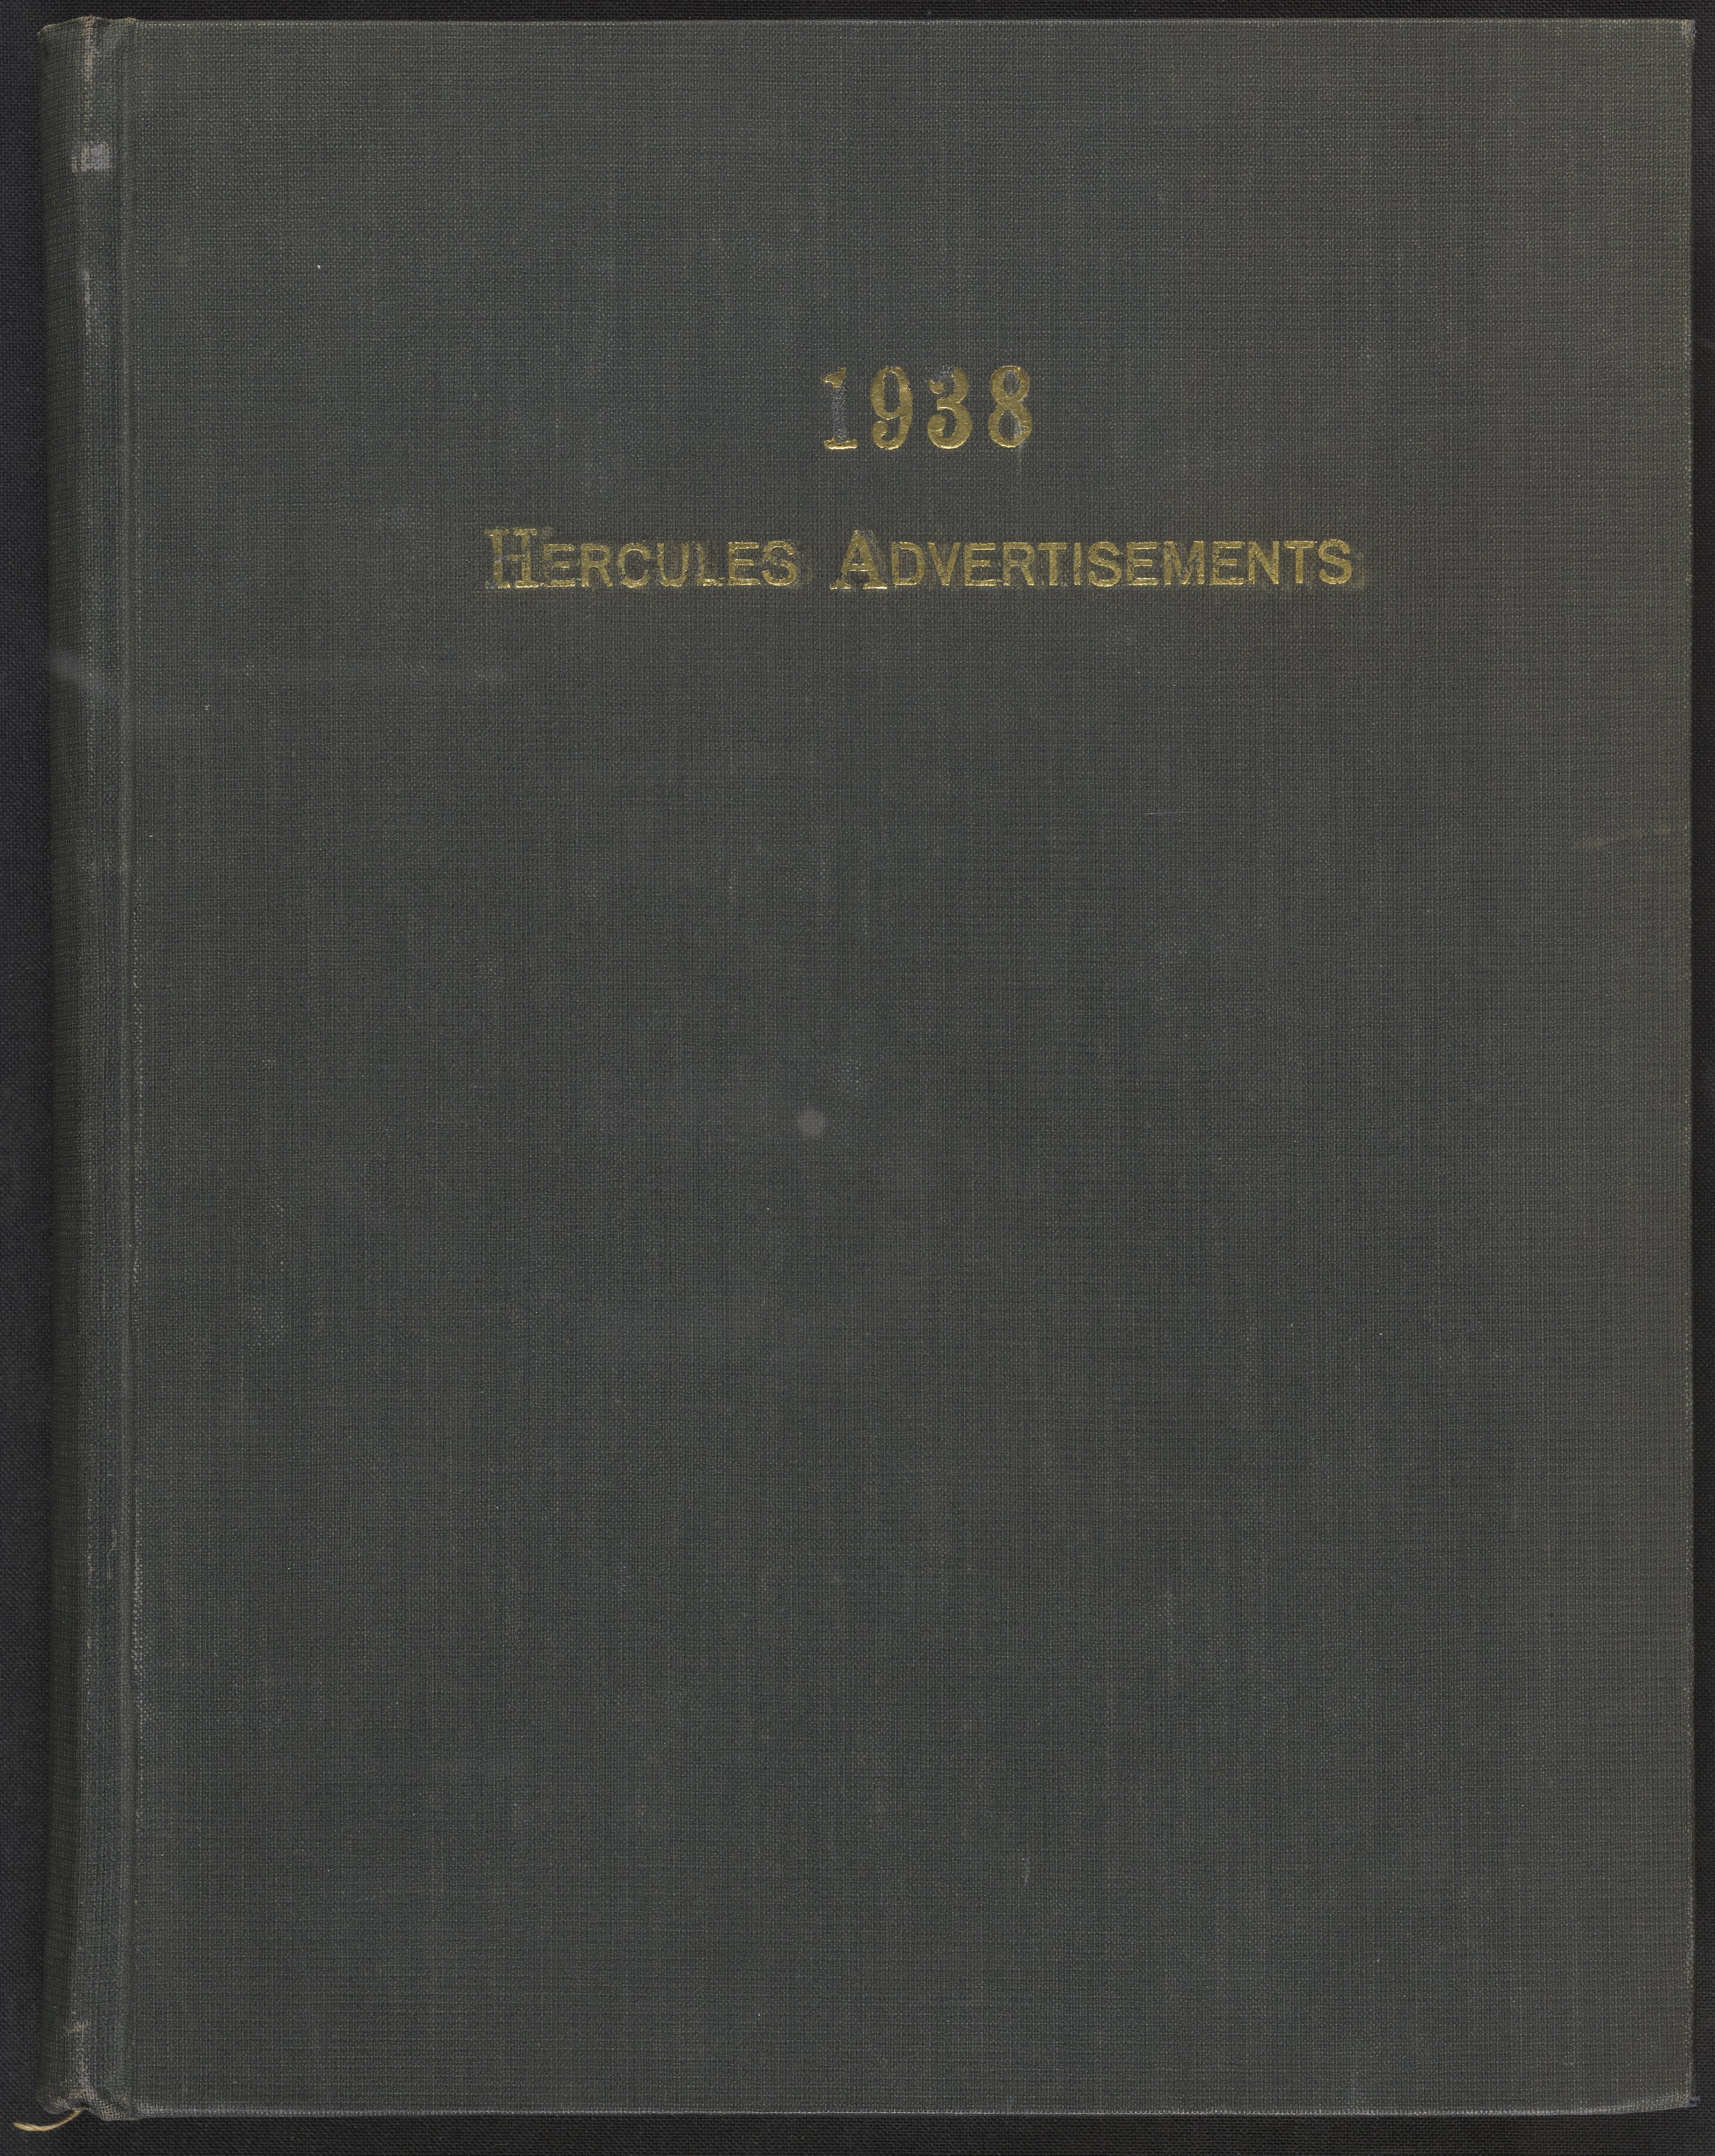 1938
HERCULES ADVERTISEMENTS